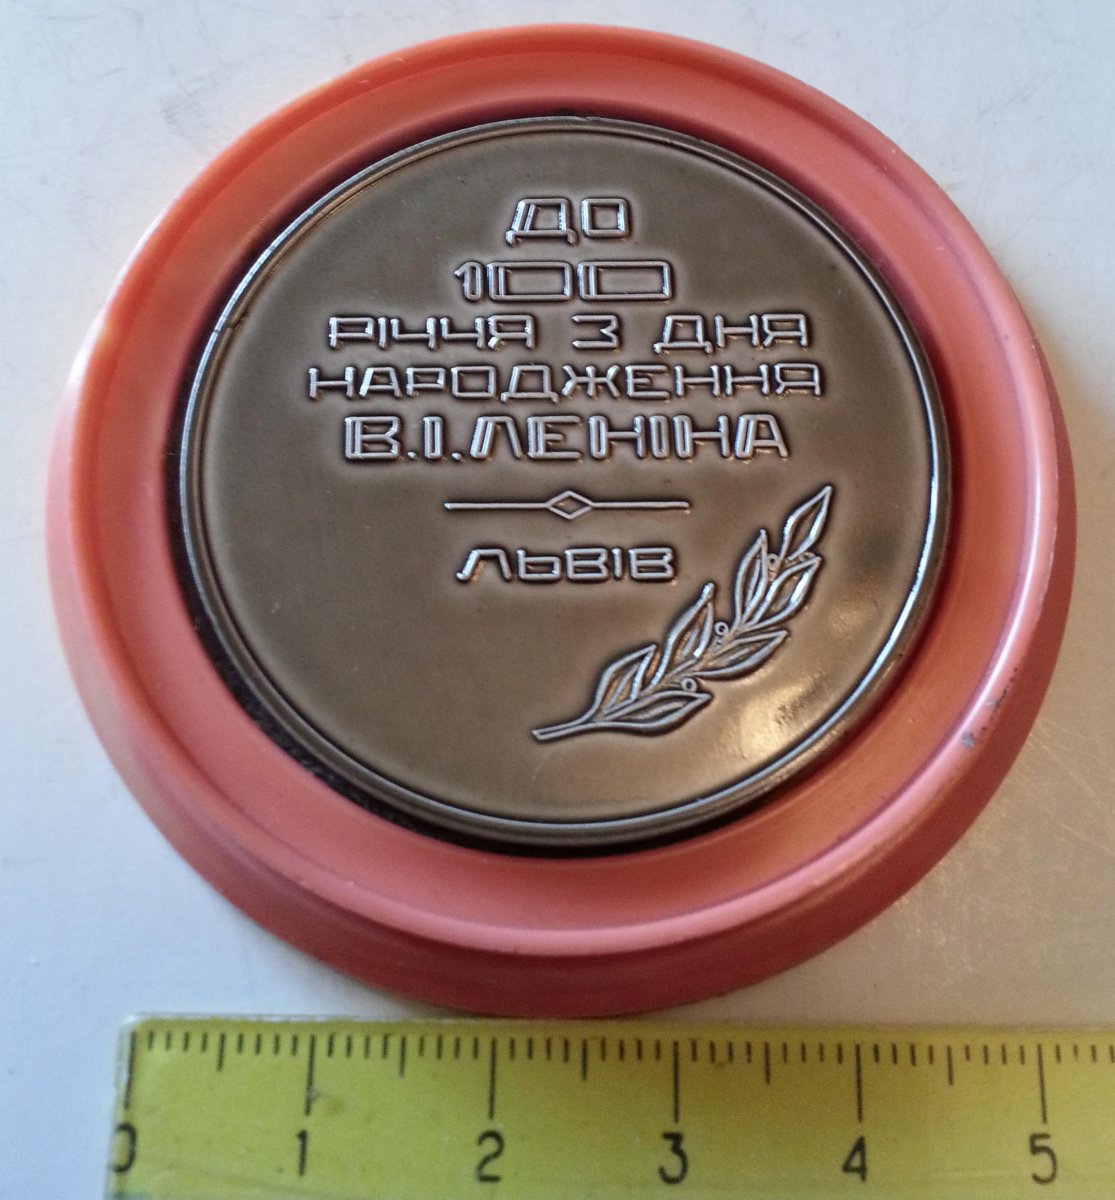 ДО
100
РІЧЧЯ З ДНЯ
НАРОДЖЕННЯ
В.І.ЛЕНІНА
ЛЬВІВ
0 1 2 3 4 5